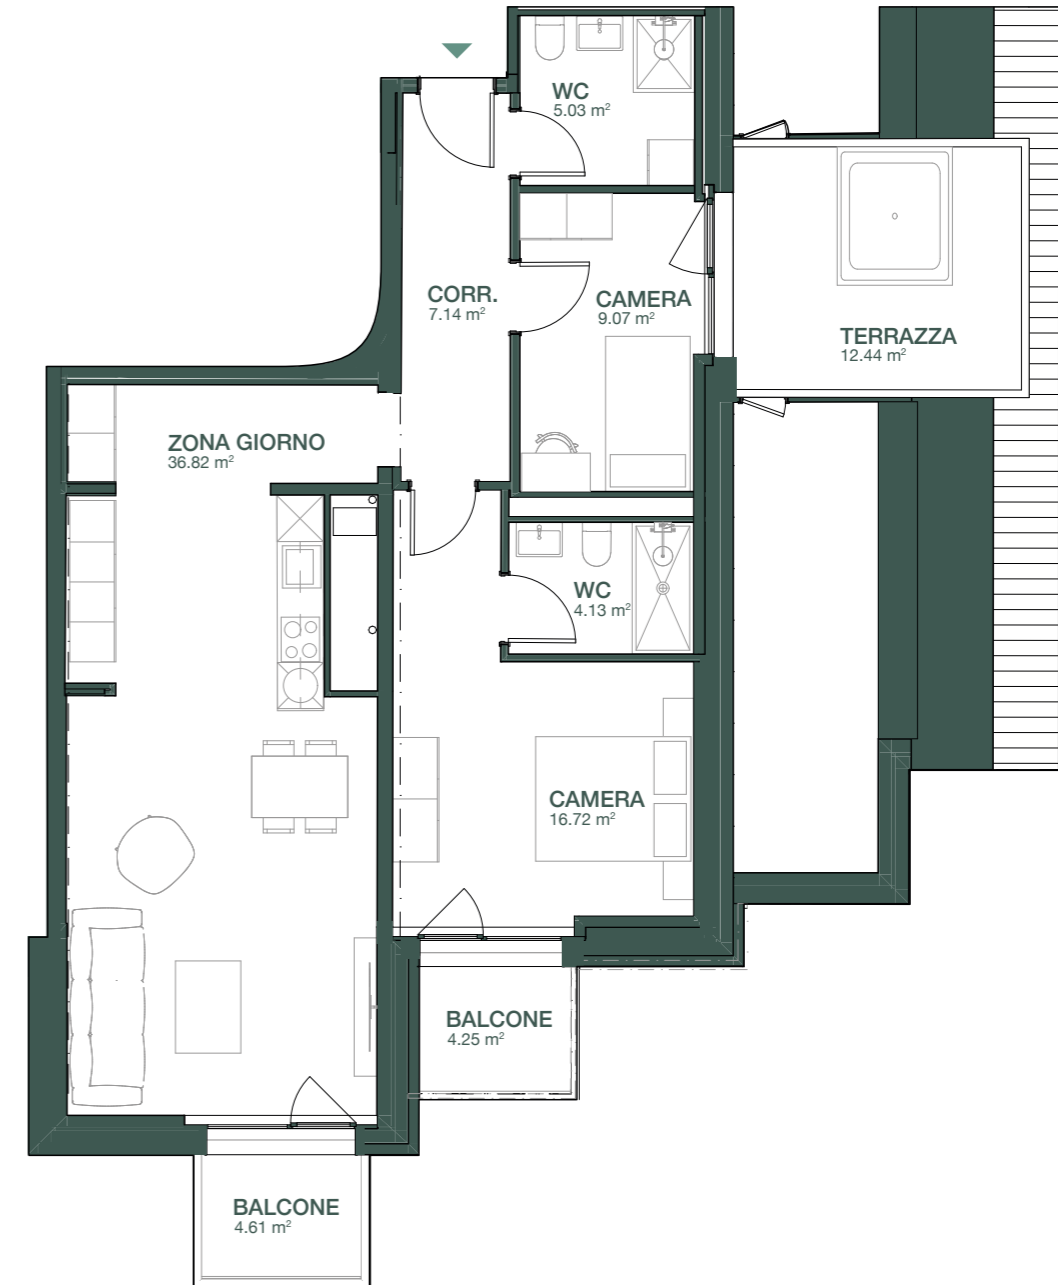 WC
5.03 m²
CORR.
7.14 m²
CAMERA
9.07 m²
TERRAZZA
12.44 m²
ZONA GIORNO
36.82 m²
WC
4.13 m²
CAMERA
16.72 m²
BALCONE
4.25 m²
BALCONE
4.61 m²